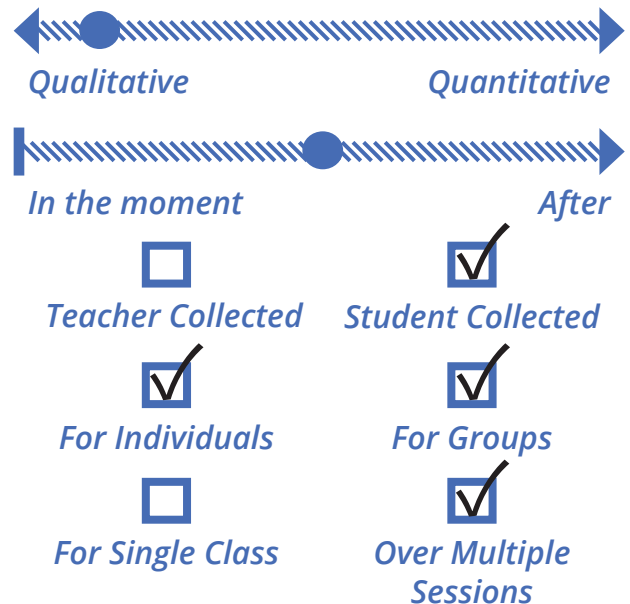 Qualitative Quantitative
In the moment After
Teacher Collected Student Collected
For Individuals For Groups
For Single Class Over Multiple
Sessions